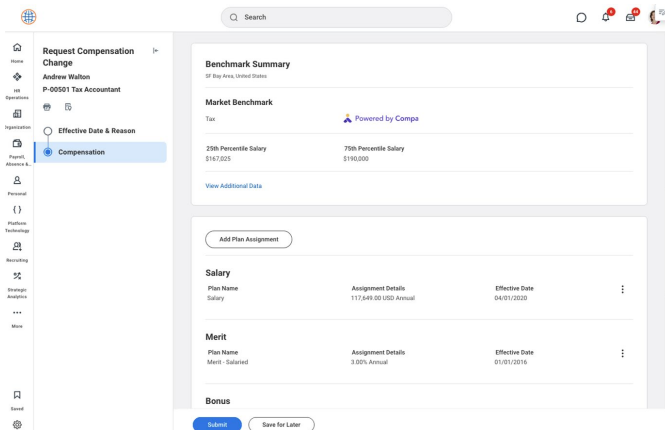 Search
6
44
Home
HR
Operations
Organization
Payroll,
Absence &...
Personal
Platform
Technology
Recruiting
Strategic
Analytics
More
Saved
Request Compensation
Change
Andrew Walton
P-00501 Tax Accountant
Effective Date & Reason
Compensation
Benchmark Summary
SF Bay Area, United States
Market Benchmark
Tax
Powered by Compa
25th Percentile Salary
75th Percentile Salary
$167,025
$190,000
View Additional Data
Add Plan Assignment
Salary
Plan Name
Assignment Details
Effective Date
Salary
117,649.00 USD Annual
04/01/2020
Merit
Plan Name
Assignment Details
Effective Date
Merit - Salaried
3.00% Annual
01/01/2016
Bonus
Submit
Save for Later